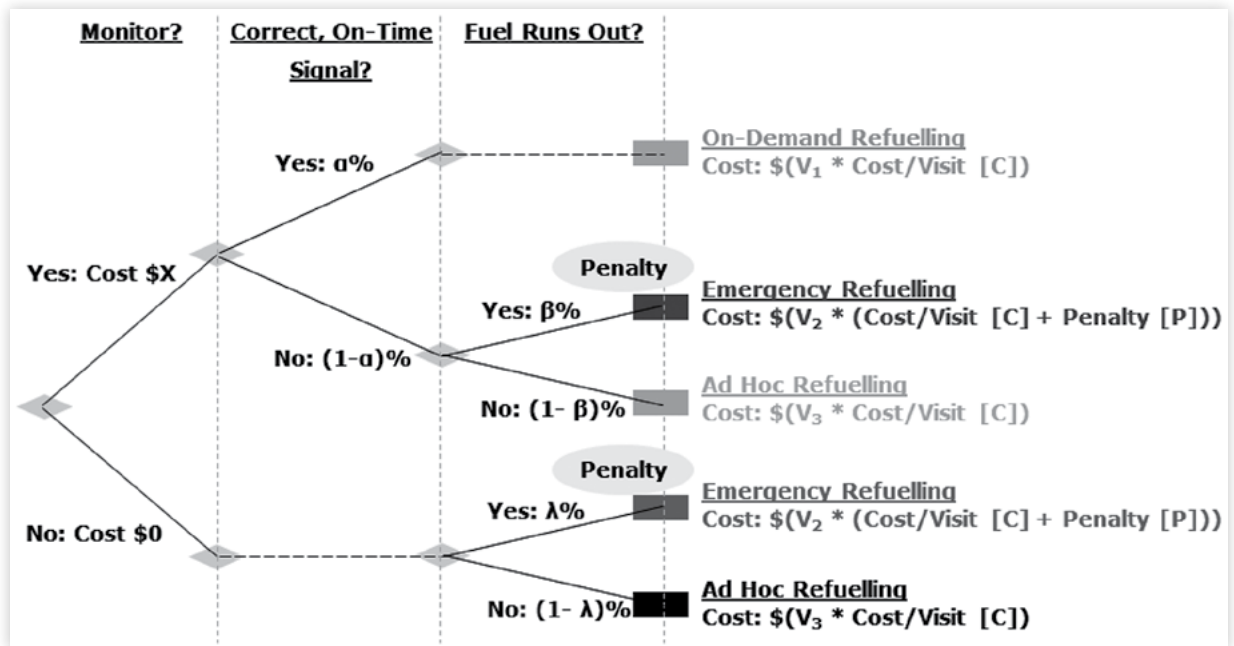 Monitor?
Correct, On-Time
Signal?
Fuel Runs Out?
On-Demand Refuelling
Cost: $(V₁ * Cost/Visit [C])
Yes: α%
Yes: Cost $X
Penalty
Emergency Refuelling
Cost: $(V₂ * (Cost/Visit [C] + Penalty [P]))
Yes: β%
No: (1-α)%
Ad Hoc Refuelling
Cost: $(V₃ * Cost/Visit [C])
No: (1- β)%
Penalty
Emergency Refuelling
Cost: $(V₂ * (Cost/Visit [C] + Penalty [P]))
Yes: λ%
No: Cost $0
Ad Hoc Refuelling
Cost: $(V₃ * Cost/Visit [C])
No: (1- λ)%